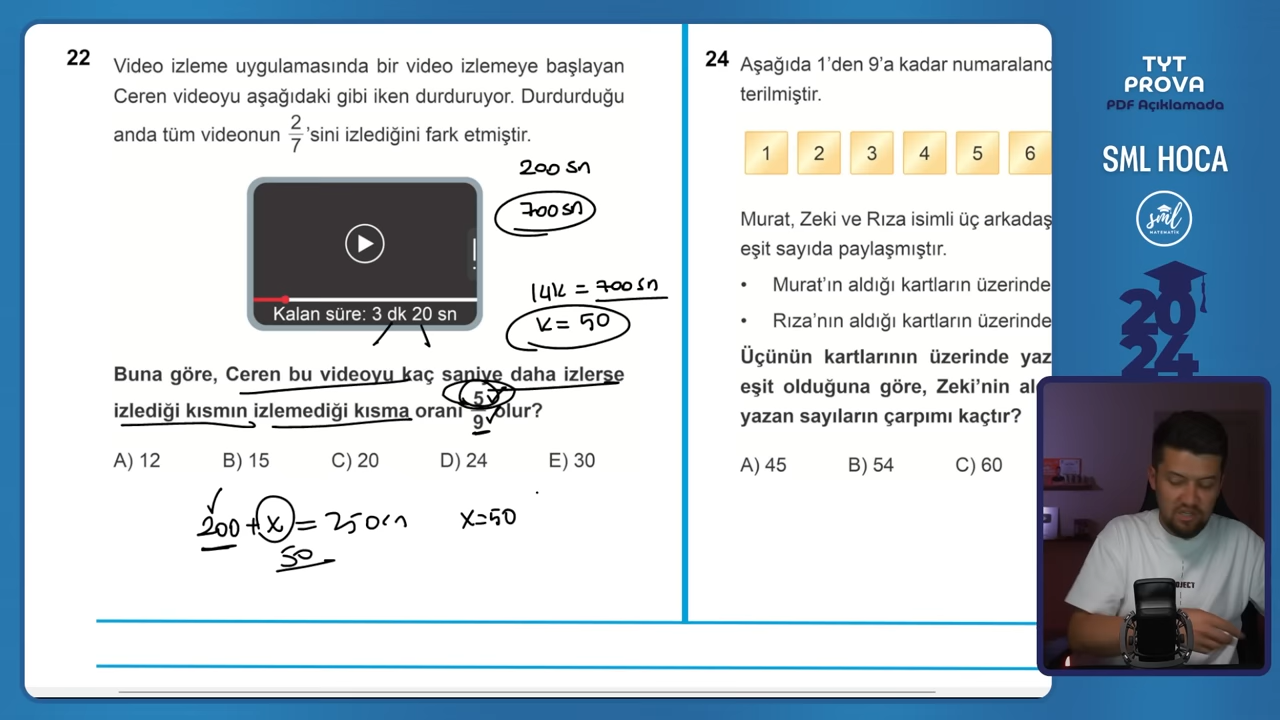 22
Video izleme uygulamasında bir video izlemeye başlayan
Ceren videoyu aşağıdaki gibi iken durduruyor. Durdurduğu
anda tüm videonun 2/7 'sini izlediğini fark etmiştir.
200 sn
700 sn
14k = 700 sn
k = 50
Kalan süre: 3 dk 20 sn
Buna göre, Ceren bu videoyu kaç saniye daha izlerse
izlediği kısmın izlemediği kısma oranı 5/9 olur?
A) 12 B) 15 C) 20 D) 24 E) 30
200 + x = 250 sn x=50
50
24
Aşağıda 1'den 9'a kadar numaraland
terilmiştir.
1 2 3 4 5 6
Murat, Zeki ve Rıza isimli üç arkadaş
eşit sayıda paylaşmıştır.
• Murat'ın aldığı kartların üzerinde
• Rıza'nın aldığı kartların üzerinde
Üçünün kartlarının üzerinde yaz
eşit olduğuna göre, Zeki'nin al
yazan sayıların çarpımı kaçtır?
A) 45 B) 54 C) 60
TYT
PROVA
PDF Açıklamada
SML HOCA
sml
MATEMATİK
2024